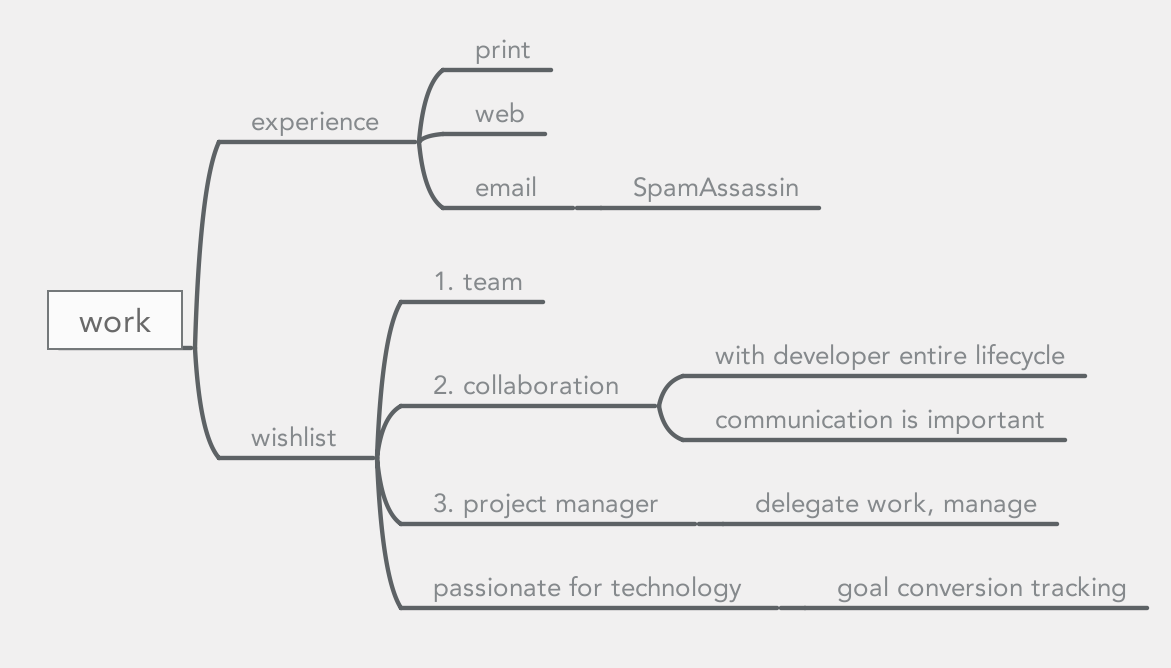 work
experience
print
web
email
SpamAssassin
wishlist
1. team
2. collaboration
with developer entire lifecycle
communication is important
3. project manager
delegate work, manage
passionate for technology
goal conversion tracking